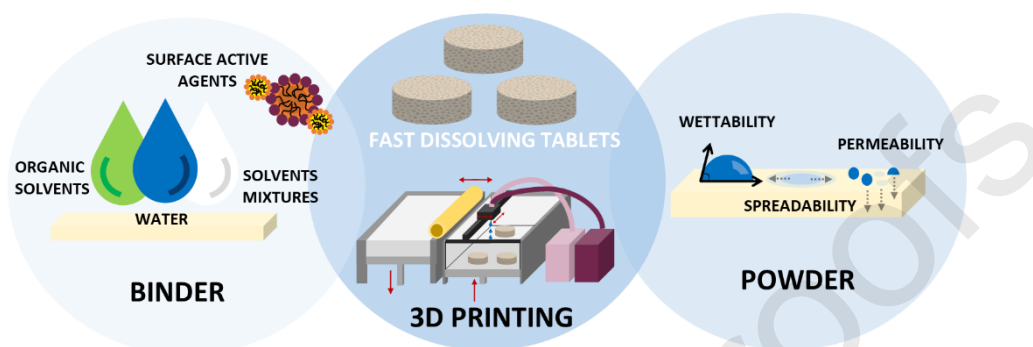 SURFACE ACTIVE
AGENTS
ORGANIC
SOLVENTS
WATER
SOLVENTS
MIXTURES
BINDER
FAST DISSOLVING TABLETS
3D PRINTING
WETTABILITY
PERMEABILITY
SPREADABILITY
POWDER